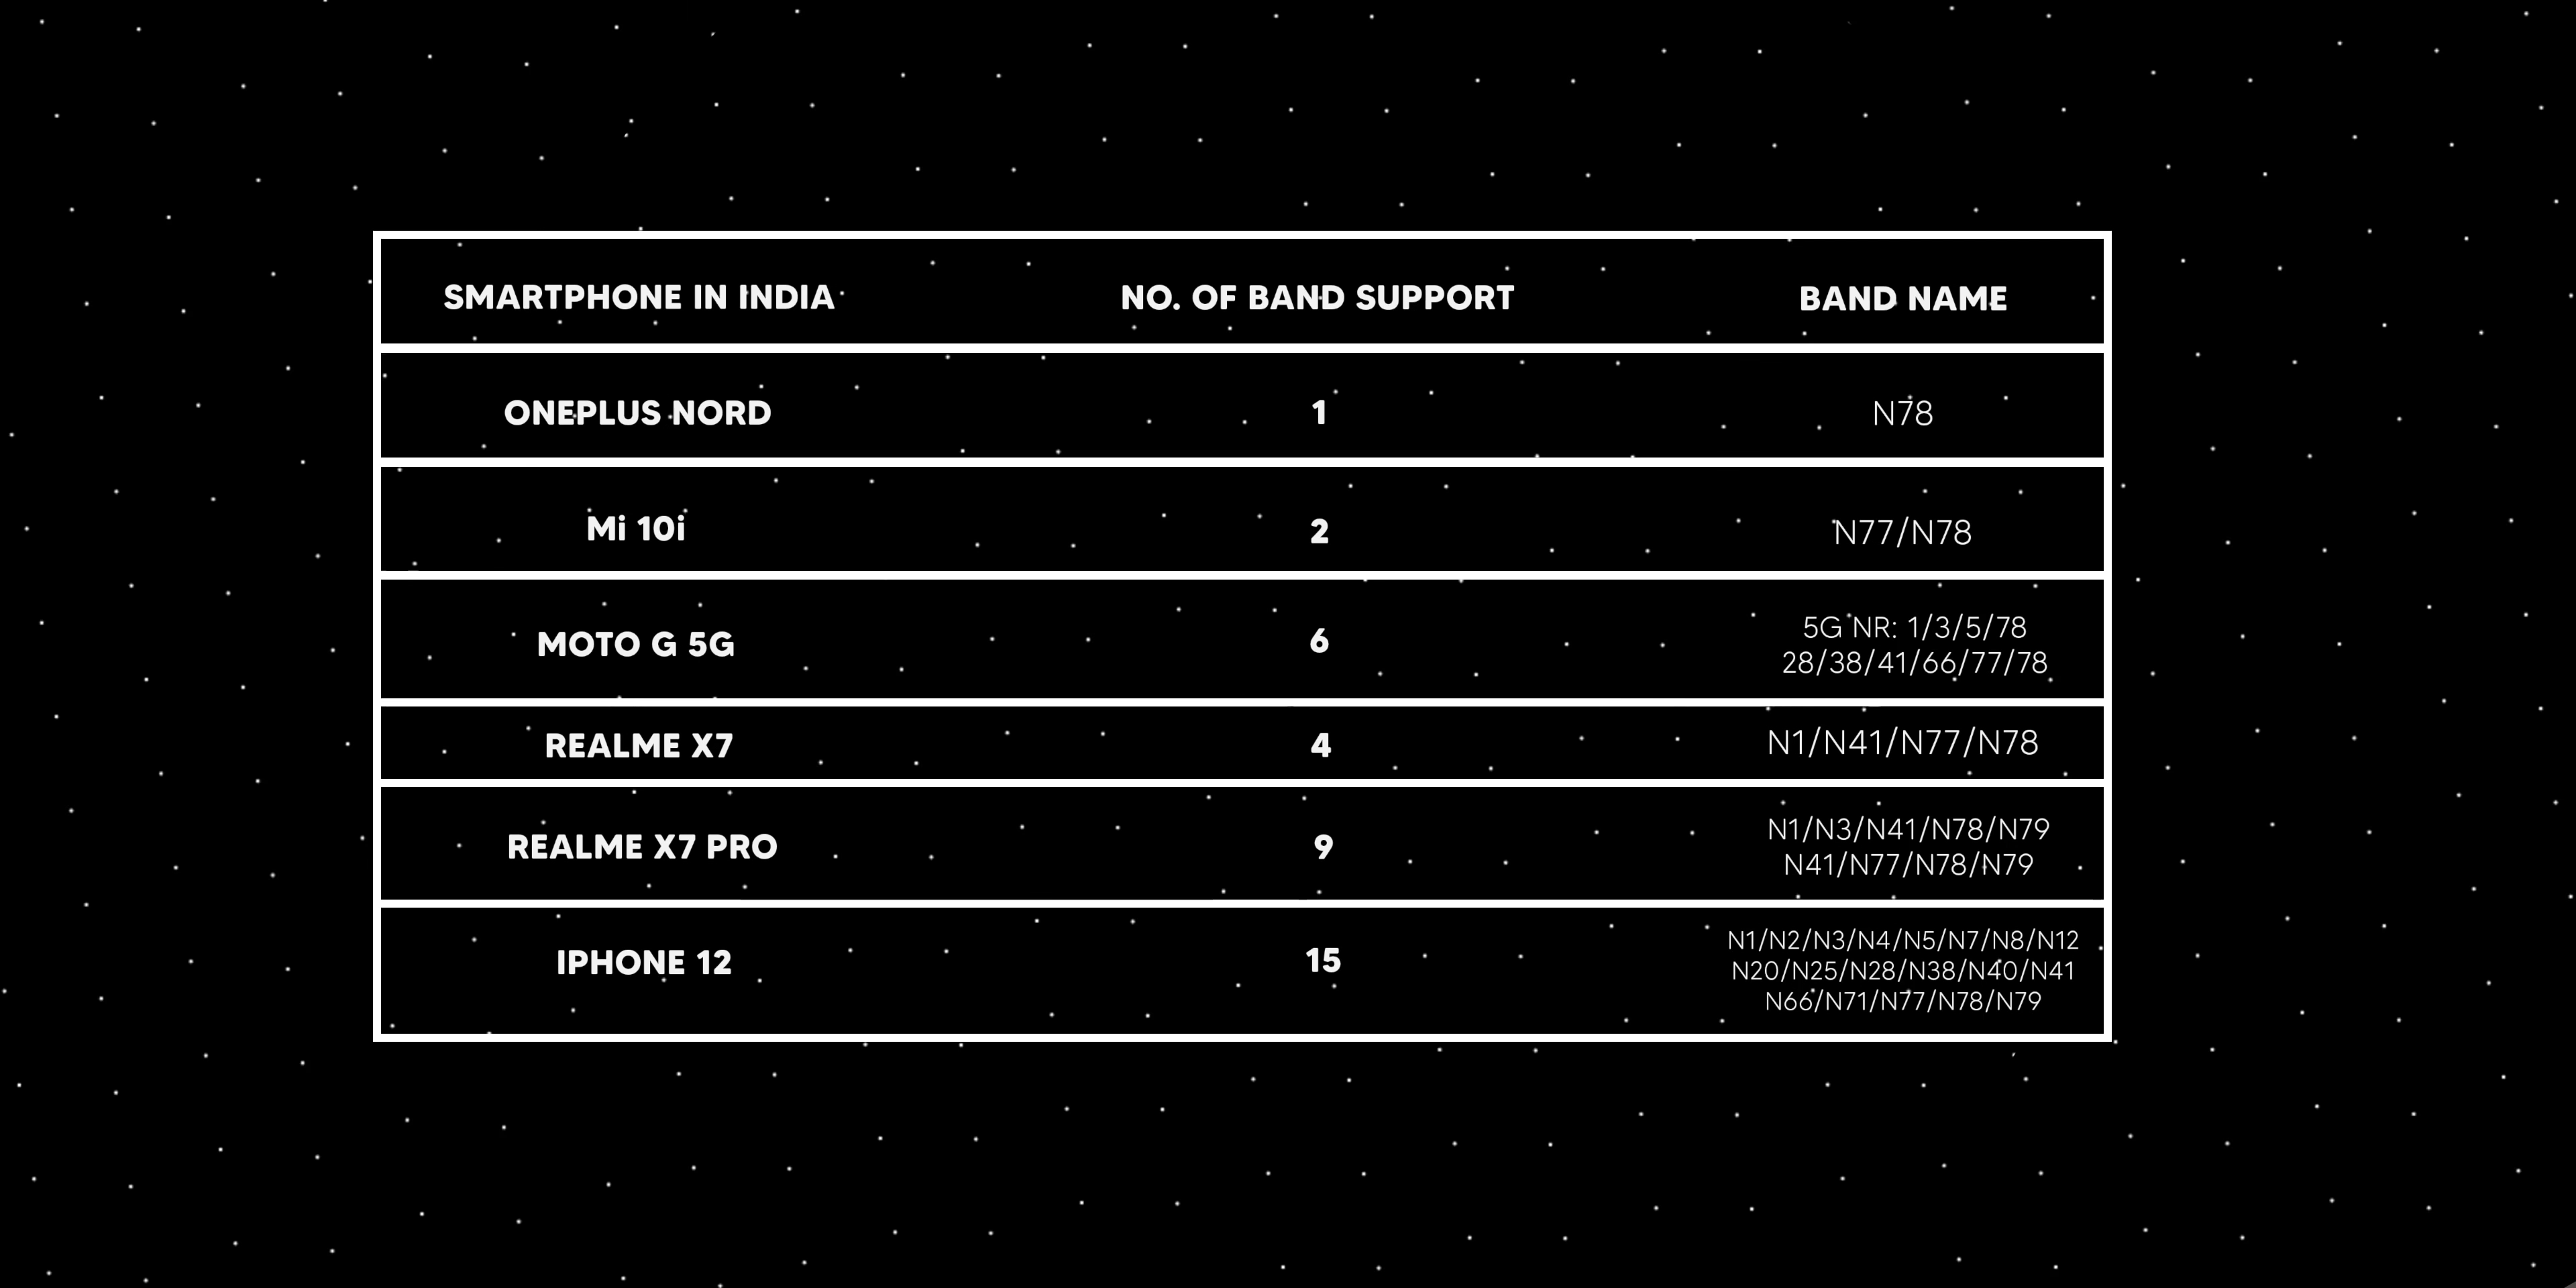 SMARTPHONE IN INDIA NO. OF BAND SUPPORT BAND NAME
ONEPLUS NORD 1 N78
Mi 10i 2 N77/N78
MOTO G 5G 6 5G NR: 1/3/5/78
28/38/41/66/77/78
REALME X7 4 N1/N41/N77/N78
REALME X7 PRO 9 N1/N3/N41/N78/N79
N41/N77/N78/N79
IPHONE 12 15 N1/N2/N3/N4/N5/N7/N8/N12
N20/N25/N28/N38/N40/N41
N66/N71/N77/N78/N79